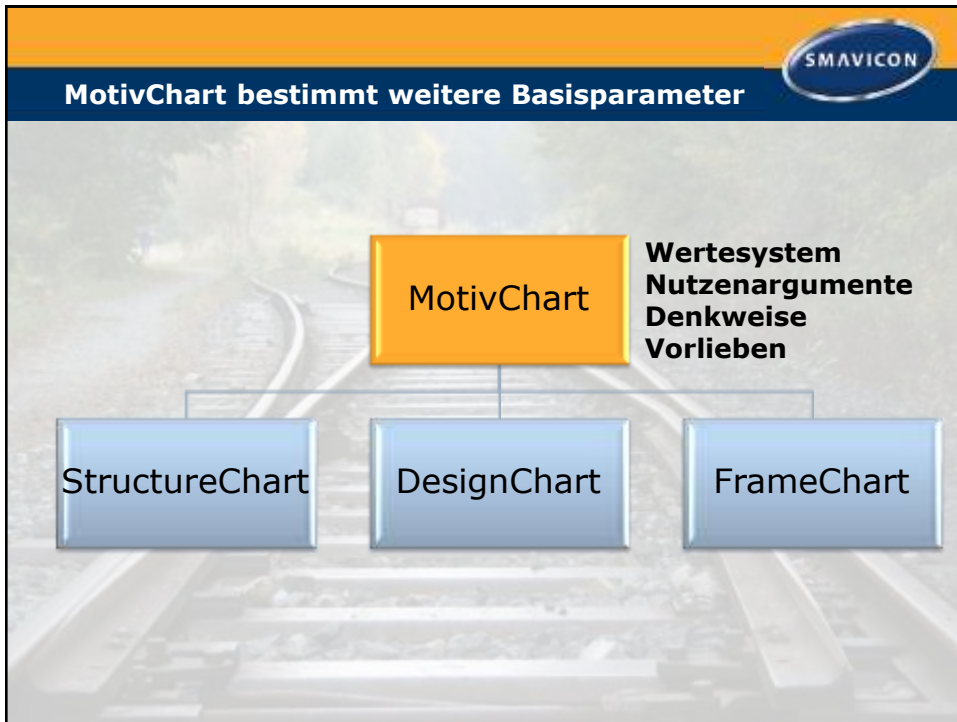 SMAVICON
MotivChart bestimmt weitere Basisparameter
MotivChart
Wertesystem
Nutzenargumente
Denkweise
Vorlieben
StructureChart
DesignChart
FrameChart